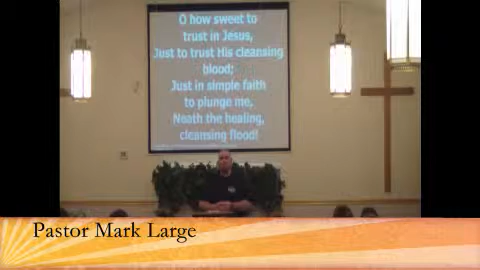 O how sweet to
trust in Jesus,
Just to trust His cleansing
blood;
Just in simple faith
to plunge me,
Neath the healing,
cleansing flood!
Pastor Mark Large